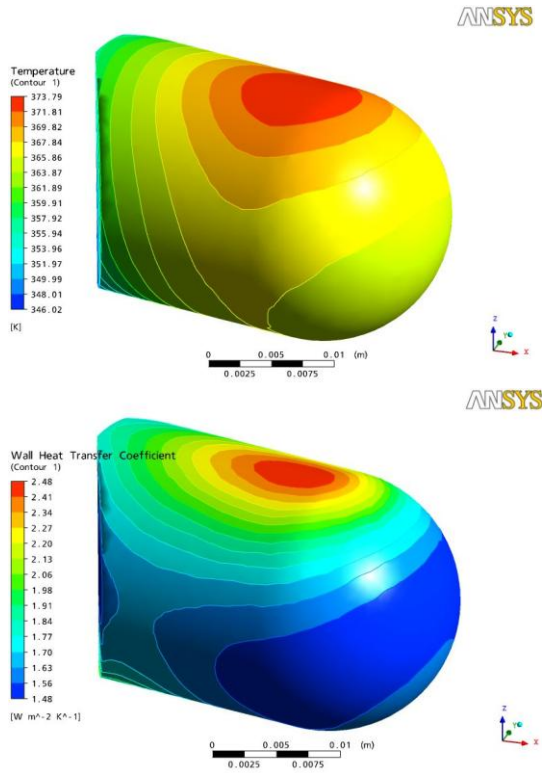 ANSYS
Temperature
(Contour 1)
373.79
371.81
369.82
367.84
365.86
363.87
361.89
359.91
357.92
355.94
353.96
351.97
349.99
348.01
346.02
[K]
0 0.005 0.01 (m)
0.0025 0.0075
Z
Y
X
ANSYS
Wall Heat Transfer Coefficient
(Contour 1)
2.48
2.41
2.34
2.27
2.20
2.13
2.06
1.98
1.91
1.84
1.77
1.70
1.63
1.56
1.48
[W m^-2 K^-1]
0 0.005 0.01 (m)
0.0025 0.0075
Z
Y
X